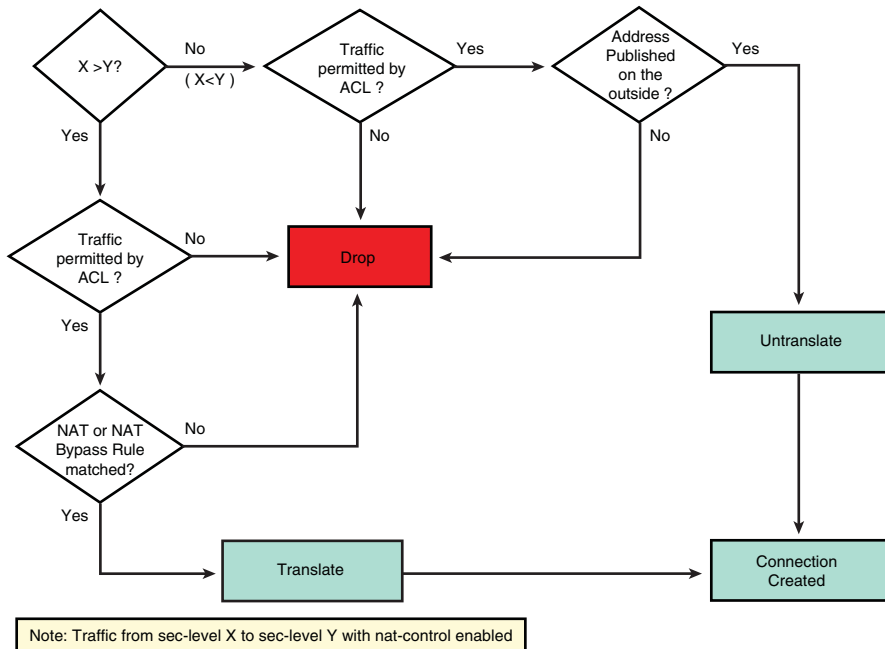 X >Y?
No
( X<Y )
Traffic
permitted by
ACL ?
Yes
Address
Published
on the
outside ?
Yes
Yes
No
No
Traffic
permitted by
ACL ?
No
Drop
Yes
Untranslate
NAT or NAT
Bypass Rule
matched?
No
Yes
Translate
Connection
Created
Note: Traffic from sec-level X to sec-level Y with nat-control enabled